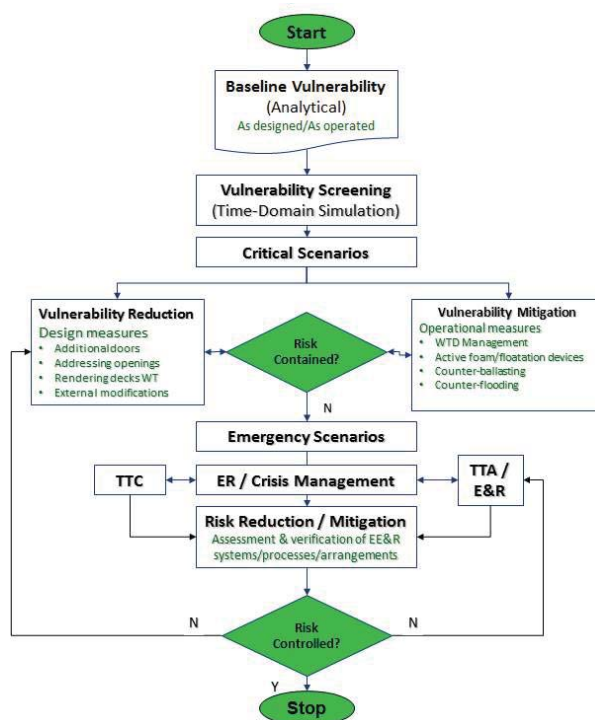 Start
Baseline Vulnerability
(Analytical)
As designed/As operated
Vulnerability Screening
(Time-Domain Simulation)
Critical Scenarios
Vulnerability Reduction
Design measures
• Additional doors
• Addressing openings
• Rendering decks WT
• External modifications
Risk
Contained?
Vulnerability Mitigation
Operational measures
• WTD Management
• Active foam/floatation devices
• Counter-ballasting
• Counter-flooding
N
Emergency Scenarios
TTC
ER / Crisis Management
TTA /
E&R
Risk Reduction / Mitigation
Assessment & verification of EE&R
systems/processes/arrangements
N
Risk
Controlled?
N
Y
Stop